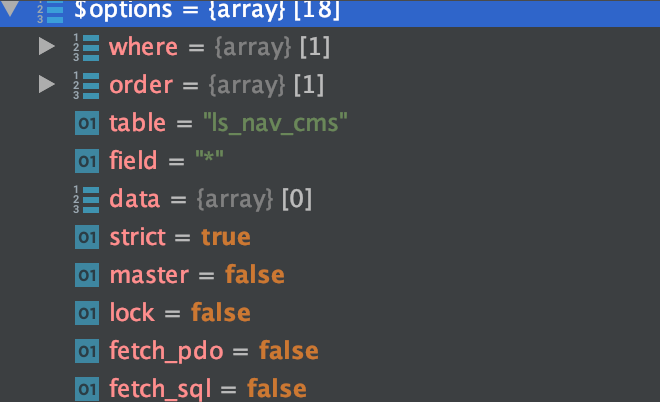 $options = {array} [18]
where = {array} [1]
order = {array} [1]
01 table = "ls_nav_cms"
01 field = "*"
data = {array} [0]
01 strict = true
01 master = false
01 lock = false
01 fetch_pdo = false
01 fetch_sql = false